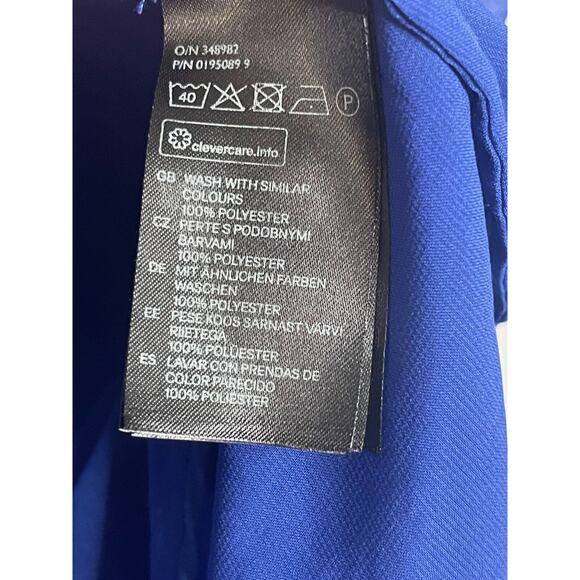 O/N 348982
P/N 0195089 9
40 P
clevercare.info
GB WASH WITH SIMILAR
COLOURS
100% POLYESTER
CZ PERTE S PODOBNÝMI
BARVAMI
100% POLYESTER
DE MIT ÄHNLICHEN FARBEN
WASCHEN
100% POLYESTER
EE PESE KOOS SARNAST VÄRVI
RIIETEGA
100% POLÜESTER
ES LAVAR CON PRENDAS DE
COLOR PARECIDO
100% POLYESTER